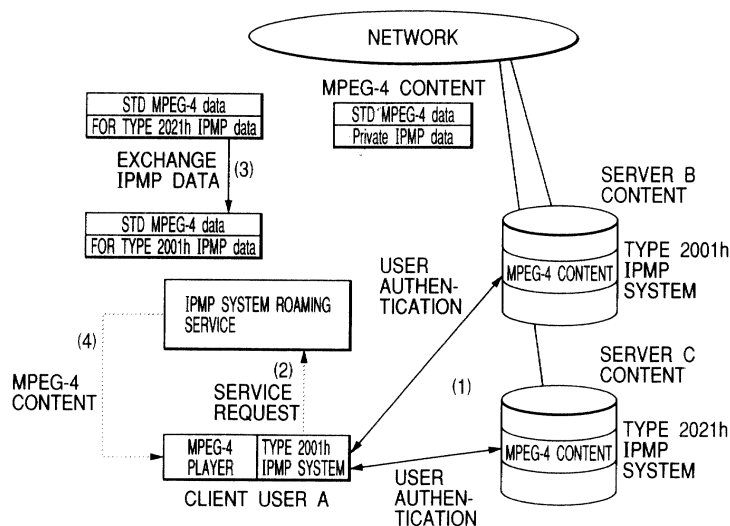 NETWORK
MPEG-4 CONTENT
STD MPEG-4 data
Private IPMP data
STD MPEG-4 data
FOR TYPE 2021h IPMP data
EXCHANGE
IPMP DATA
(3)
STD MPEG-4 data
FOR TYPE 2001h IPMP data
SERVER B
CONTENT
MPEG-4 CONTENT
TYPE 2001h
IPMP
SYSTEM
USER
AUTHEN-
TICATION
IPMP SYSTEM ROAMING
SERVICE
(4)
MPEG-4
CONTENT
(2)
SERVICE
REQUEST
(1)
SERVER C
CONTENT
MPEG-4 CONTENT
TYPE 2021h
IPMP
SYSTEM
MPEG-4
PLAYER
TYPE 2001h
IPMP SYSTEM
CLIENT USER A
USER
AUTHEN-
TICATION